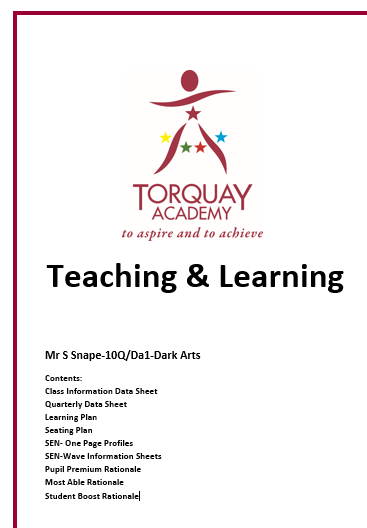 TORQUAY
ACADEMY
to aspire and to achieve
Teaching & Learning
Mr S Snape-10Q/Da1-Dark Arts
Contents:
Class Information Data Sheet
Quarterly Data Sheet
Learning Plan
Seating Plan
SEN- One Page Profiles
SEN-Wave Information Sheets
Pupil Premium Rationale
Most Able Rationale
Student Boost Rationale